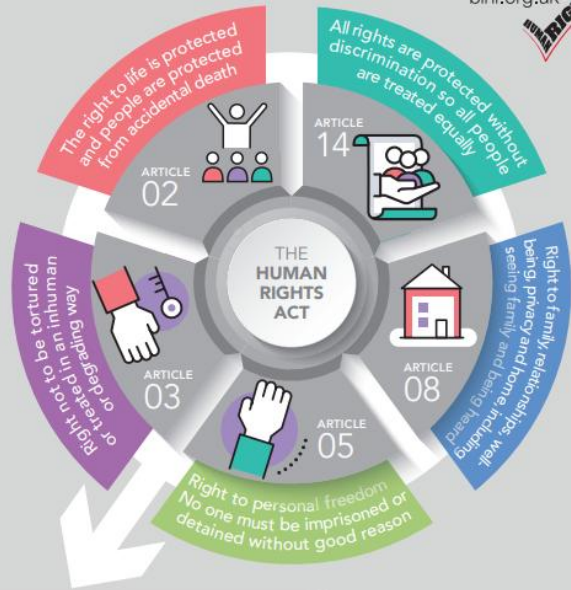 bihr.org.uk
HUMAN RIGHTS
The right to life is protected
and people are protected
from accidental death
ARTICLE
02
All rights are protected without
discrimination so all people
are treated equally
ARTICLE
14
THE
HUMAN
RIGHTS
ACT
Right not to be tortured
or treated in an inhuman
or degrading way
ARTICLE
03
Right to family relationships, well-
being, privacy and home, including
seeing family and being heard
ARTICLE
08
ARTICLE
05
Right to personal freedom
No one must be imprisoned or
detained without good reason